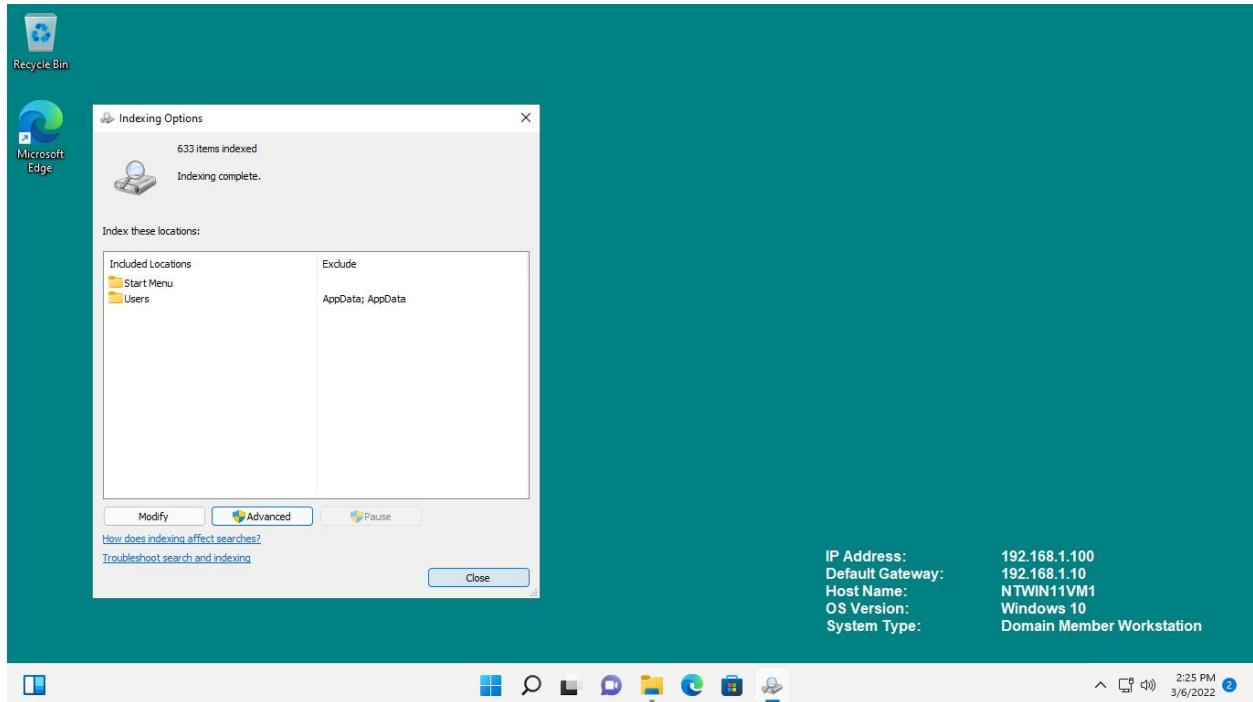 Recycle Bin
Microsoft
Edge
Indexing Options
633 items indexed
Indexing complete.
Index these locations:
Included Locations Exclude
Start Menu
Users AppData; AppData
Modify Advanced Pause
How does indexing affect searches?
Troubleshoot search and indexing
Close
IP Address: 192.168.1.100
Default Gateway: 192.168.1.10
Host Name: NTWIN11VM1
OS Version: Windows 10
System Type: Domain Member Workstation
2:25 PM
3/6/2022
2